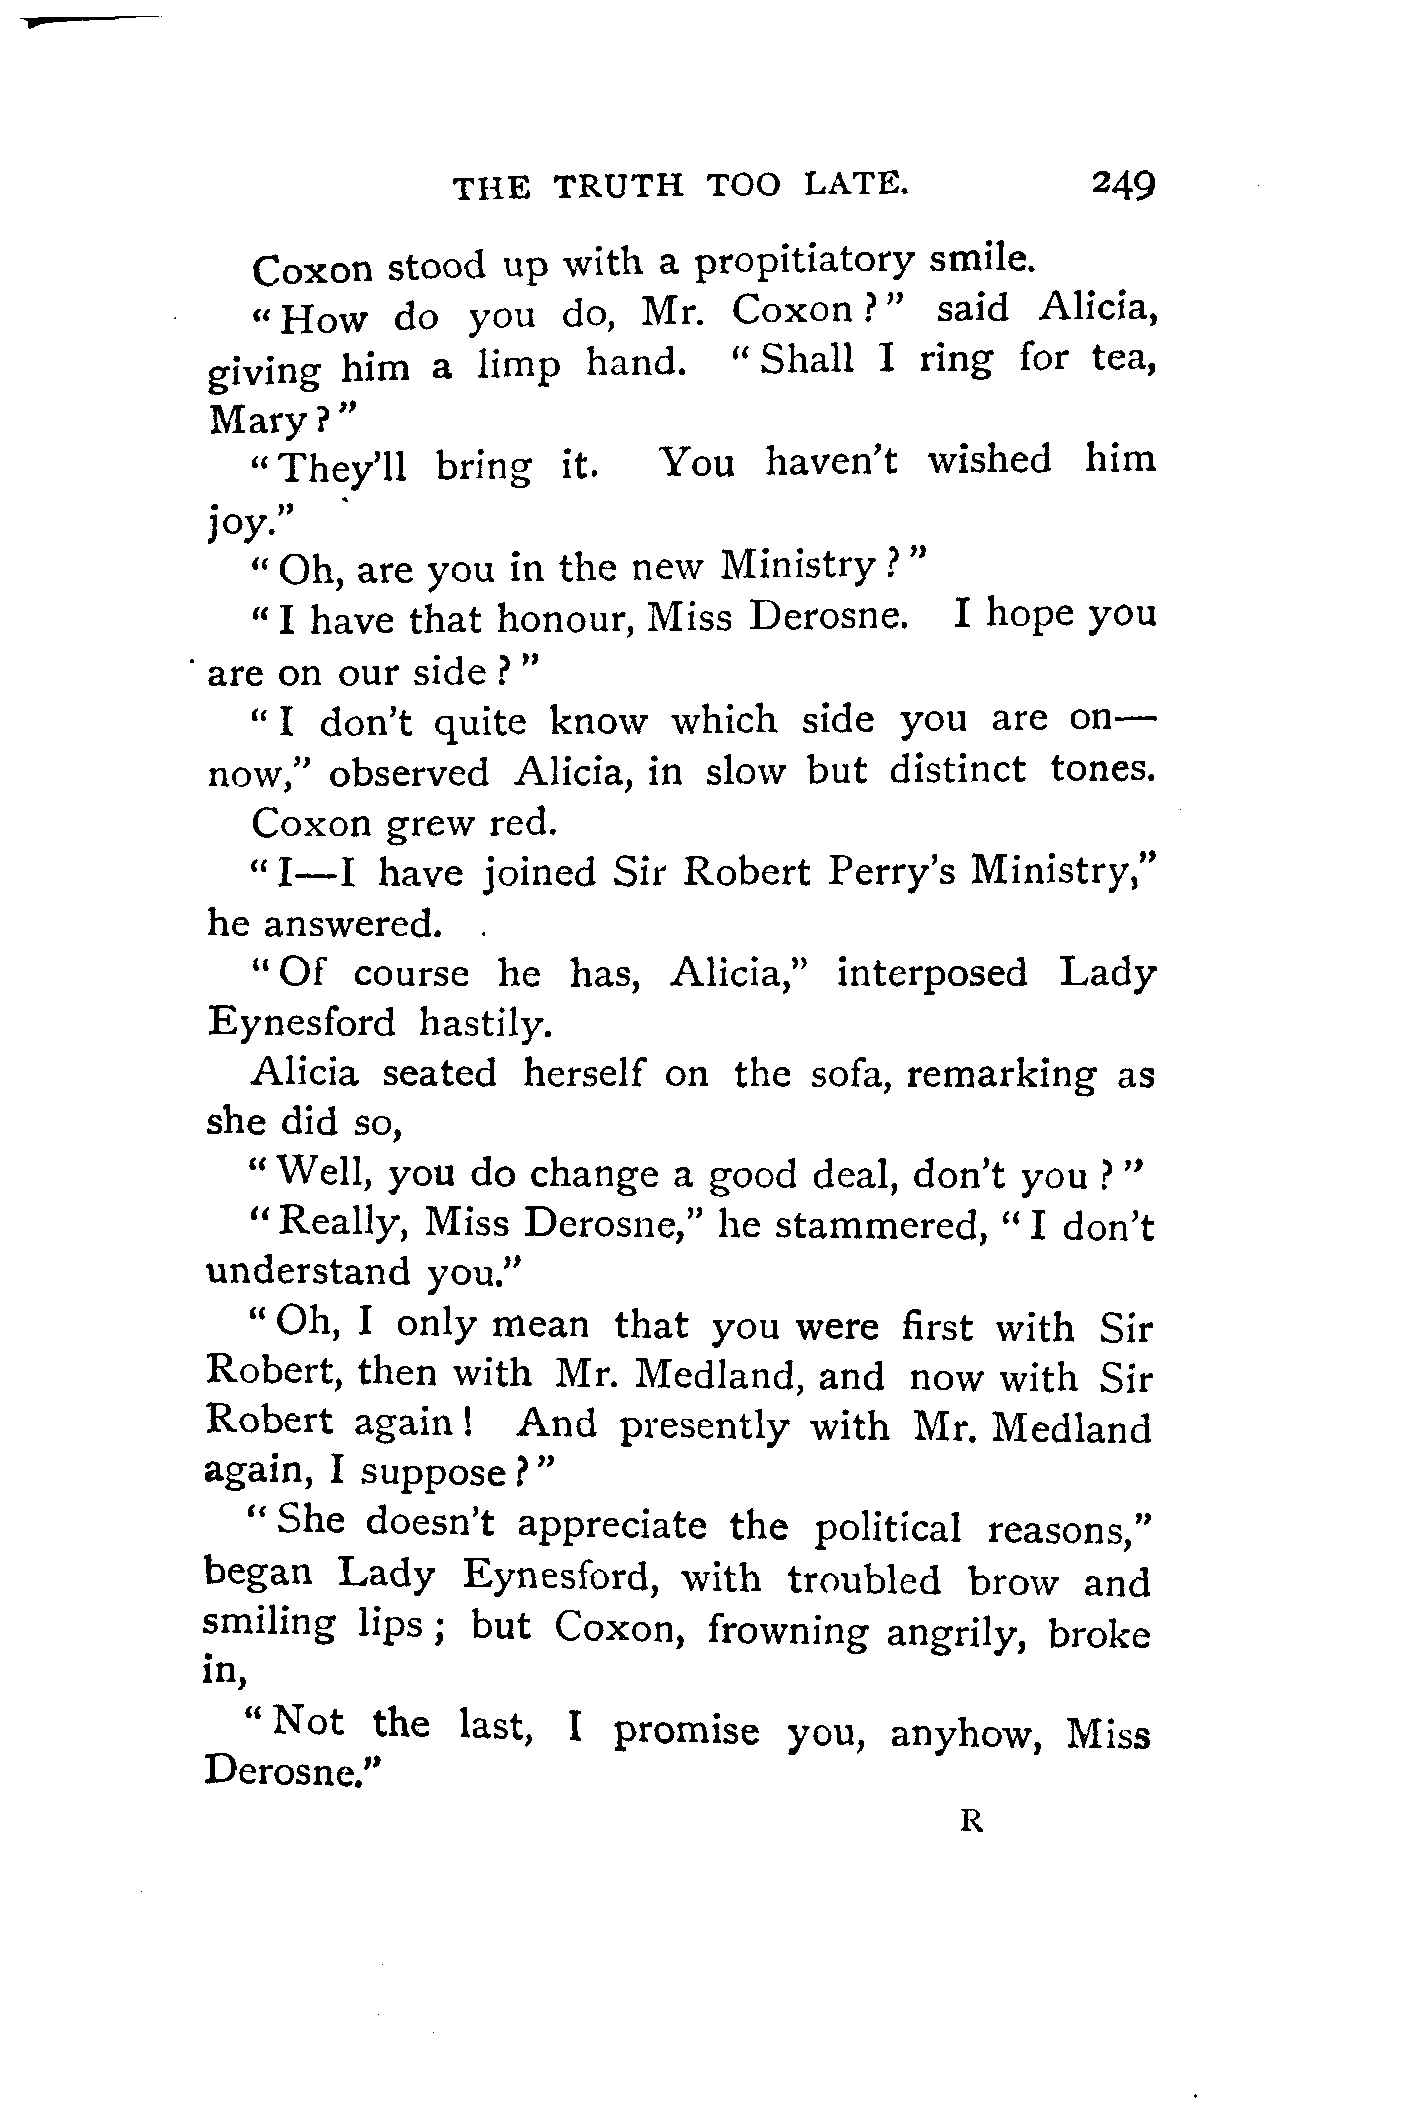 THE TRUTH TOO LATE. 249
Coxon stood up with a propitiatory smile.
"How do you do, Mr. Coxon?" said Alicia,
giving him a limp hand. "Shall I ring for tea,
Mary?"
"They'll bring it. You haven't wished him
joy."
"Oh, are you in the new Ministry?"
"I have that honour, Miss Derosne. I hope you
are on our side?"
"I don't quite know which side you are on—
now," observed Alicia, in slow but distinct tones.
Coxon grew red.
"I—I have joined Sir Robert Perry's Ministry,"
he answered.
"Of course he has, Alicia," interposed Lady
Eynesford hastily.
Alicia seated herself on the sofa, remarking as
she did so,
"Well, you do change a good deal, don't you?"
"Really, Miss Derosne," he stammered, "I don't
understand you."
"Oh, I only mean that you were first with Sir
Robert, then with Mr. Medland, and now with Sir
Robert again! And presently with Mr. Medland
again, I suppose?"
"She doesn't appreciate the political reasons,"
began Lady Eynesford, with troubled brow and
smiling lips; but Coxon, frowning angrily, broke
in,
"Not the last, I promise you, anyhow, Miss
Derosne."
R